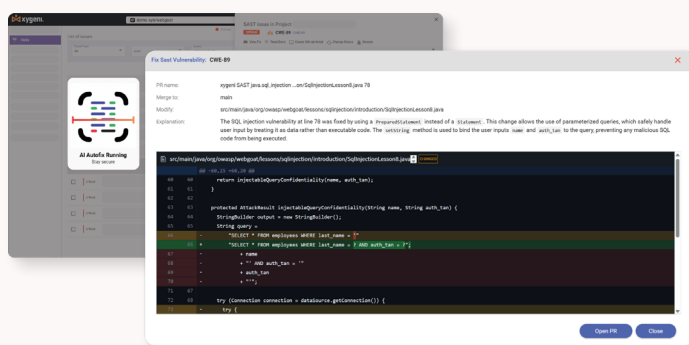 xygeni.
SAST Issue in Project
CWE-89
List of Issues
AI Autofix Running
Stay secure
Fix Sast Vulnerability: CWE-89
PR name: xygeni SAST java.sql_injection ...on/SqlInjectionLesson8.java 78
Merge to: main
Modify: src/main/java/org/owasp/webgoat/lessons/sqlinjection/introduction/SqlInjectionLesson8.java
Explanation: The SQL injection vulnerability at line 78 was fixed by using a PreparedStatement instead of a Statement. This change allows the use of parameterized queries, which safely handle
user input by treating it as data rather than executable code. The setString method is used to bind the user inputs name and auth_tan to the query, preventing any malicious SQL
code from being executed.
src/main/java/org/owasp/webgoat/lessons/sqlinjection/introduction/SqlInjectionLesson8.java CHANGED
60 60 return injectableQueryConfidentiality(name, auth_tan);
61 61 }
62 62
63 63 protected AttackResult injectableQueryConfidentiality(String name, String auth_tan) {
64 64 StringBuilder output = new StringBuilder();
65 65 String query =
66 - "SELECT * FROM employees WHERE last_name = '"
66 + "SELECT * FROM employees WHERE last_name = ? AND auth_tan = ?";
67 - + name
68 - + "' AND auth_tan = '"
69 - + auth_tan
70 - + "'";
71 67
72 68 try (Connection connection = dataSource.getConnection()) {
73 - try {
Open PR
Close